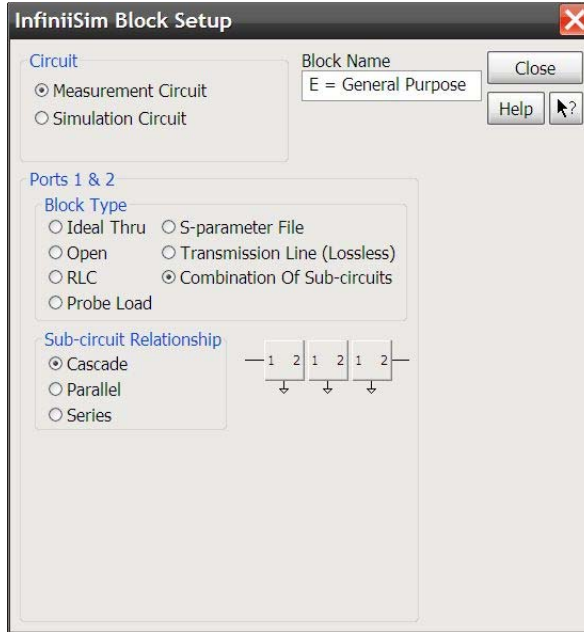 InfiniiSim Block Setup
Circuit
Measurement Circuit
Simulation Circuit
Block Name
E = General Purpose
Close
Help
?
Ports 1 & 2
Block Type
Ideal Thru
S-parameter File
Open
Transmission Line (Lossless)
RLC
Combination Of Sub-circuits
Probe Load
Sub-circuit Relationship
Cascade
Parallel
Series
1 2 1 2 1 2